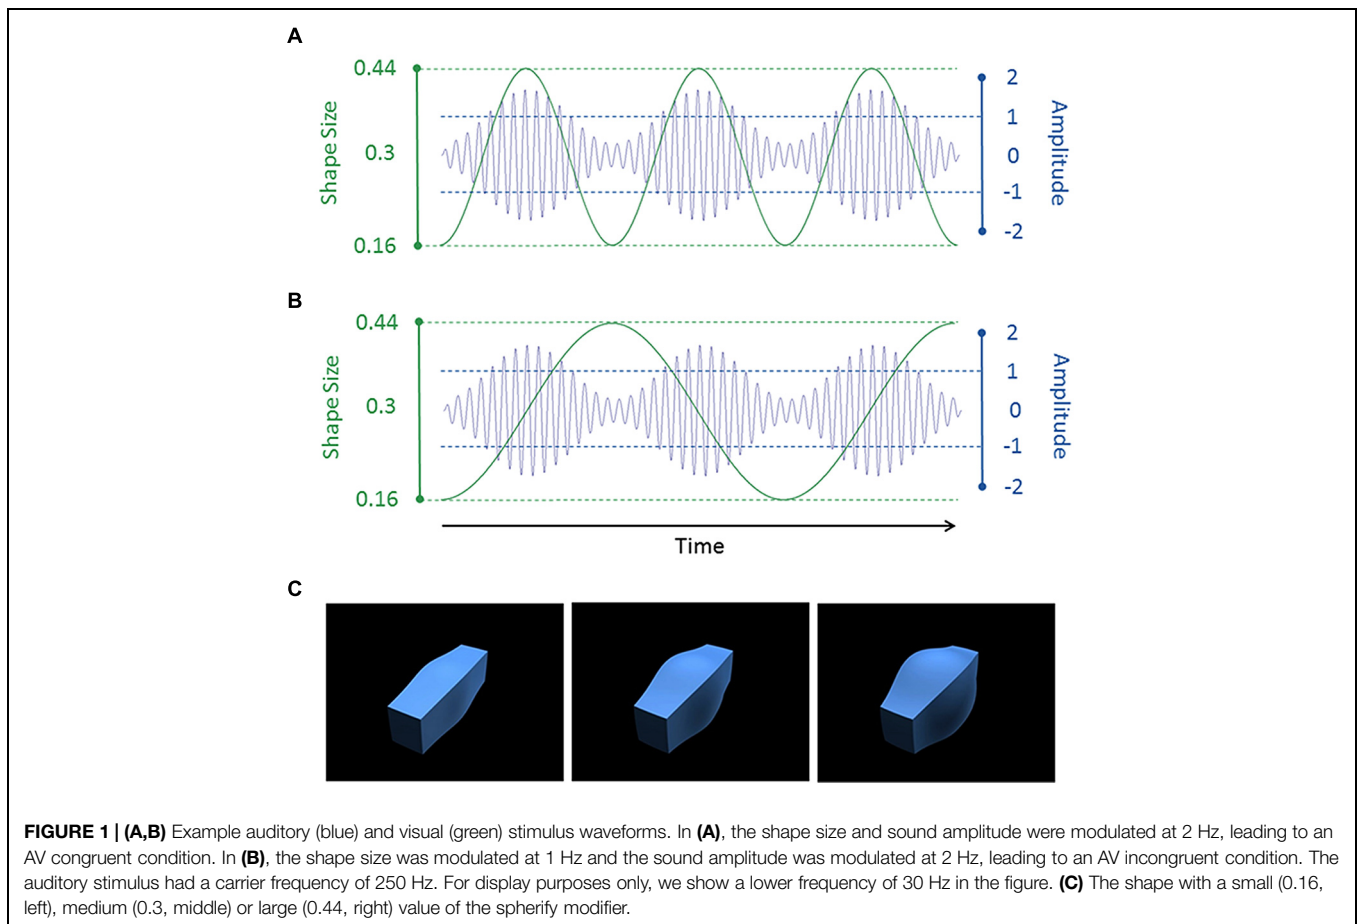 A
0.44
0.3
0.16
Shape Size
2
1
0
-1
-2
Amplitude
B
0.44
0.3
0.16
Shape Size
2
1
0
-1
-2
Amplitude
Time
C
FIGURE 1 | (A,B) Example auditory (blue) and visual (green) stimulus waveforms. In (A), the shape size and sound amplitude were modulated at 2 Hz, leading to an
AV congruent condition. In (B), the shape size was modulated at 1 Hz and the sound amplitude was modulated at 2 Hz, leading to an AV incongruent condition. The
auditory stimulus had a carrier frequency of 250 Hz. For display purposes only, we show a lower frequency of 30 Hz in the figure. (C) The shape with a small (0.16,
left), medium (0.3, middle) or large (0.44, right) value of the spherify modifier.